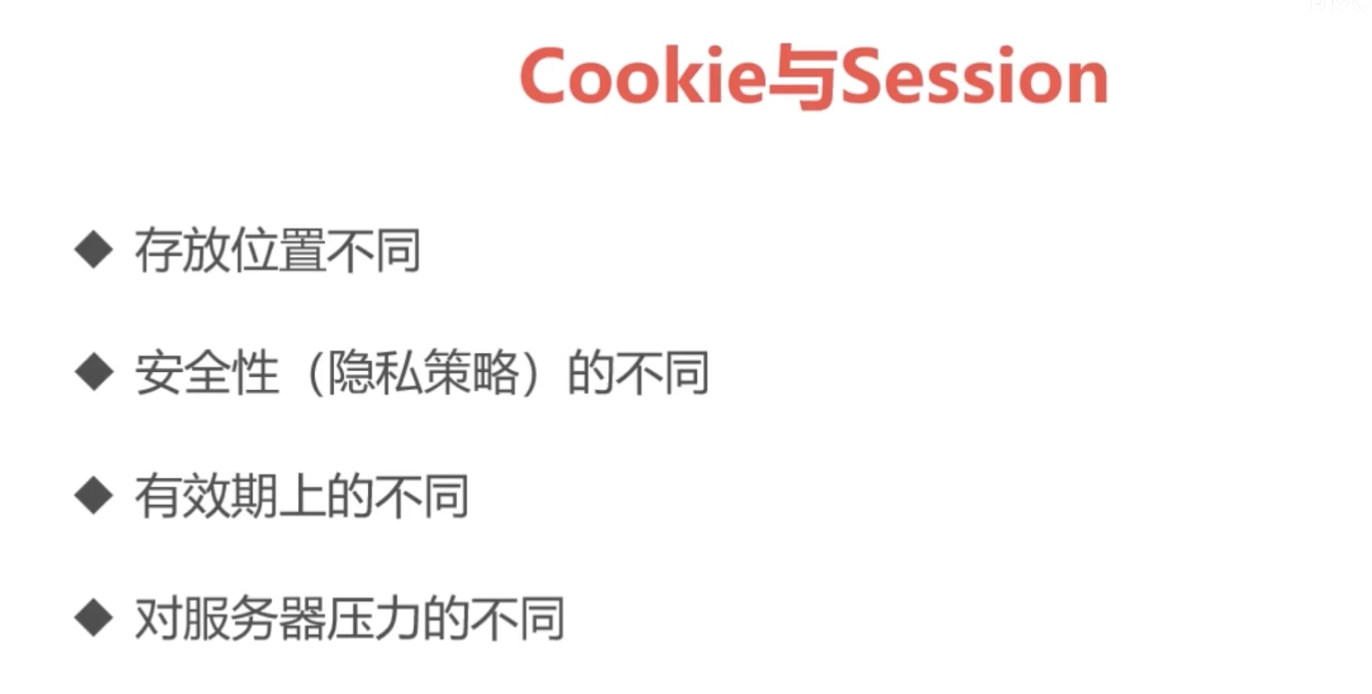 Cookie与Session
◆ 存放位置不同
◆ 安全性（隐私策略）的不同
◆ 有效期上的不同
◆ 对服务器压力的不同